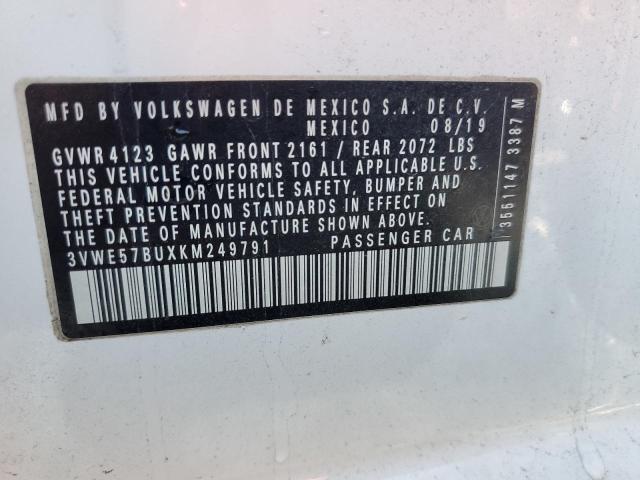 MFD BY VOLKSWAGEN DE MEXICO S.A. DE C.V.
MEXICO 08/19
GVWR 4123 GAWR FRONT 2161 / REAR 2072 LBS
THIS VEHICLE CONFORMS TO ALL APPLICABLE U.S.
FEDERAL MOTOR VEHICLE SAFETY, BUMPER AND
THEFT PREVENTION STANDARDS IN EFFECT ON
THE DATE OF MANUFACTURE SHOWN ABOVE.
3VWE57BUXKM249791 PASSENGER CAR
3561147 3387 M